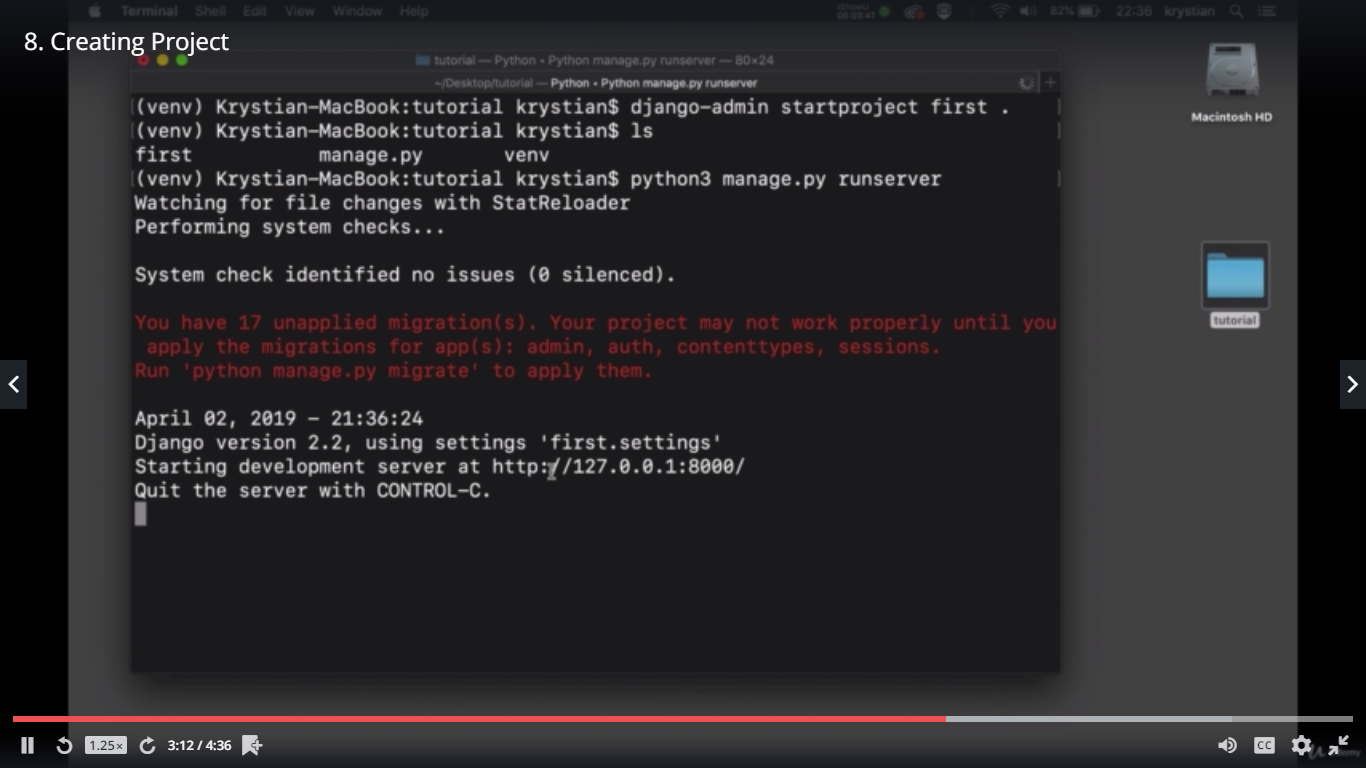 Terminal Shell Edit View Window Help 82% 22:36 krystian
8. Creating Project
tutorial — Python • Python manage.py runserver — 80×24
~/Desktop/tutorial — Python • Python manage.py runserver
(venv) Krystian-MacBook:tutorial krystian$ django-admin startproject first .
(venv) Krystian-MacBook:tutorial krystian$ ls
first manage.py venv
(venv) Krystian-MacBook:tutorial krystian$ python3 manage.py runserver
Watching for file changes with StatReloader
Performing system checks...
System check identified no issues (0 silenced).
You have 17 unapplied migration(s). Your project may not work properly until you
apply the migrations for app(s): admin, auth, contenttypes, sessions.
Run 'python manage.py migrate' to apply them.
April 02, 2019 - 21:36:24
Django version 2.2, using settings 'first.settings'
Starting development server at http://127.0.0.1:8000/
Quit the server with CONTROL-C.
Macintosh HD
tutorial
1.25×
3:12 / 4:36
CC